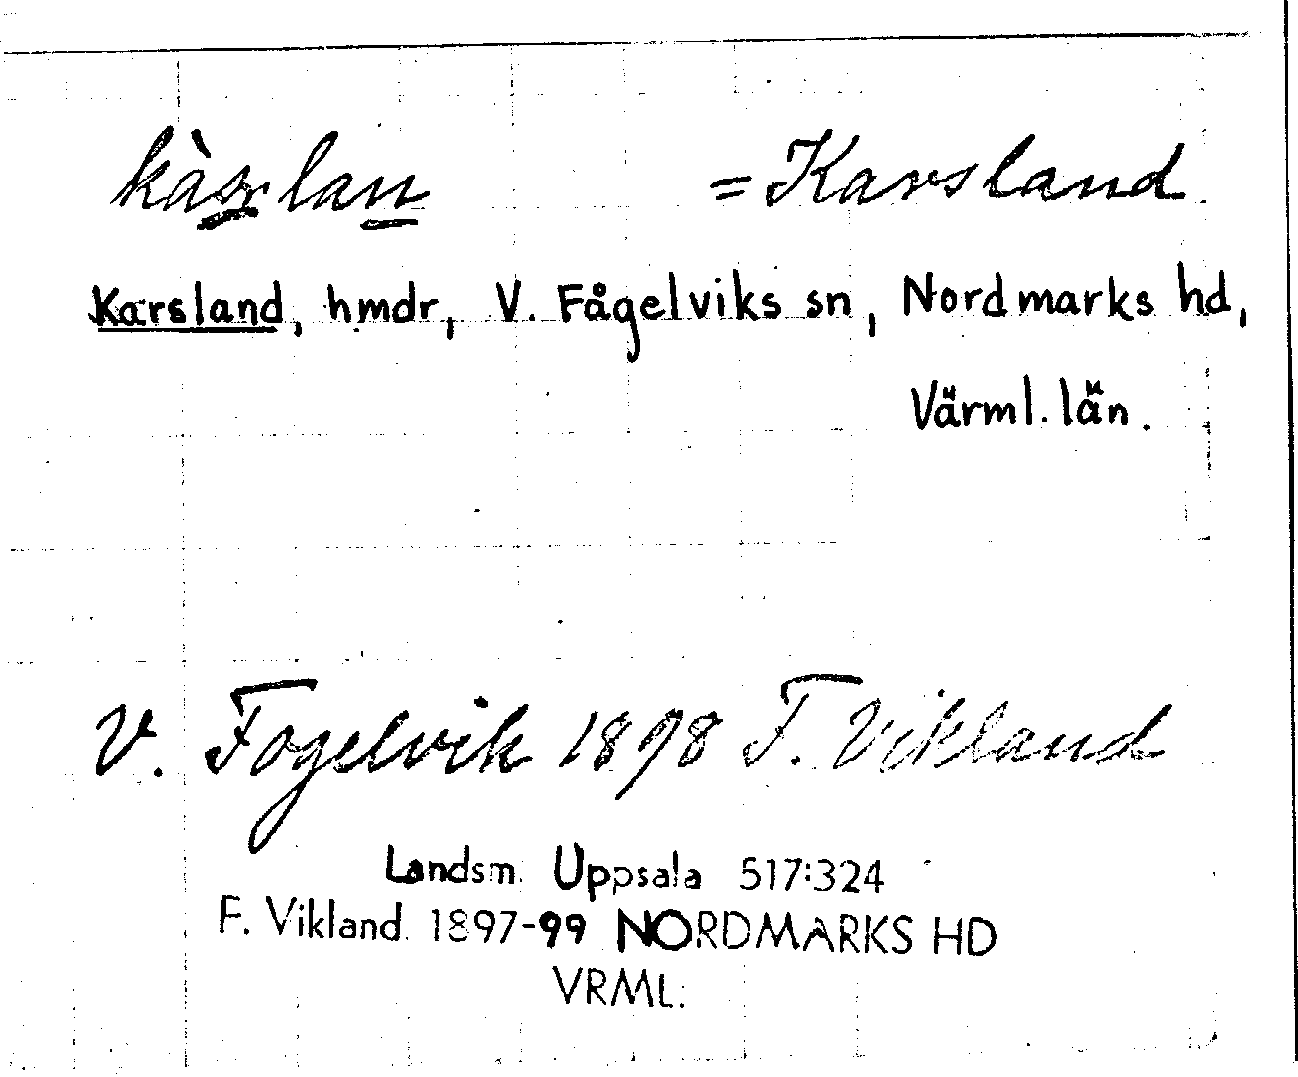 = Karsland
Karsland, hmdr, V. Fågelviks sn, Nordmarks hd,
Värml. län.
V. Fogelvik 1898 F. Vikland
Landsm. Uppsala 517:324
F. Vikland 1897-99 NORDMARKS HD
VRML.